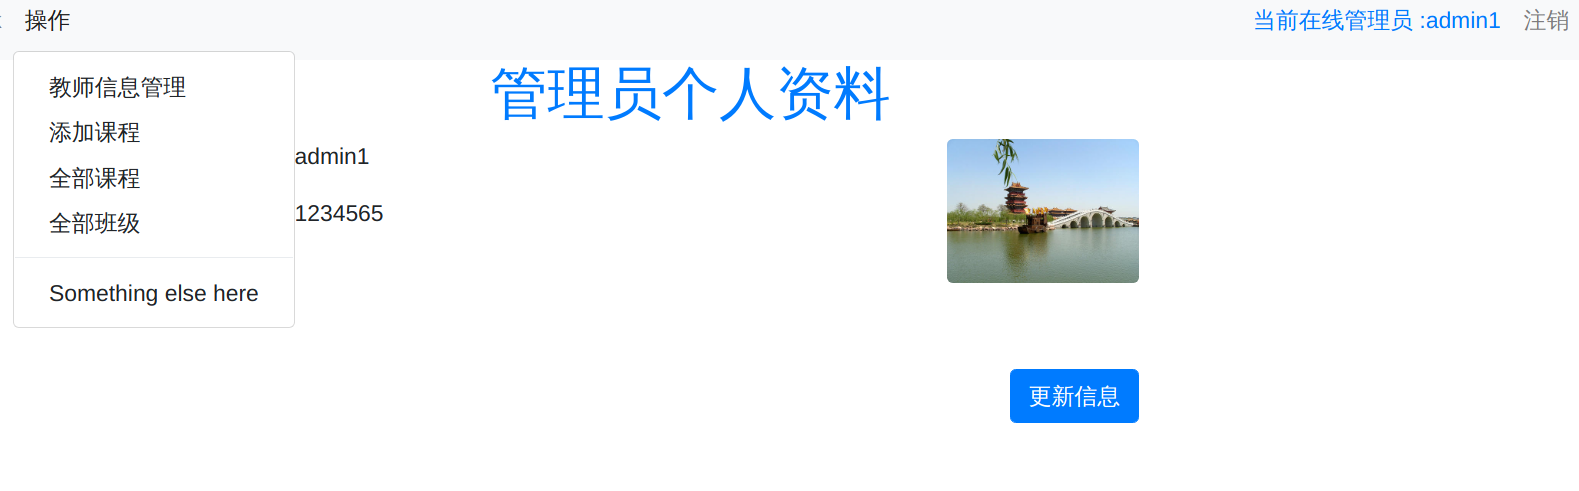 操作
当前在线管理员 :admin1
注销
管理员个人资料
教师信息管理
添加课程
全部课程
全部班级
Something else here
admin1
1234565
更新信息